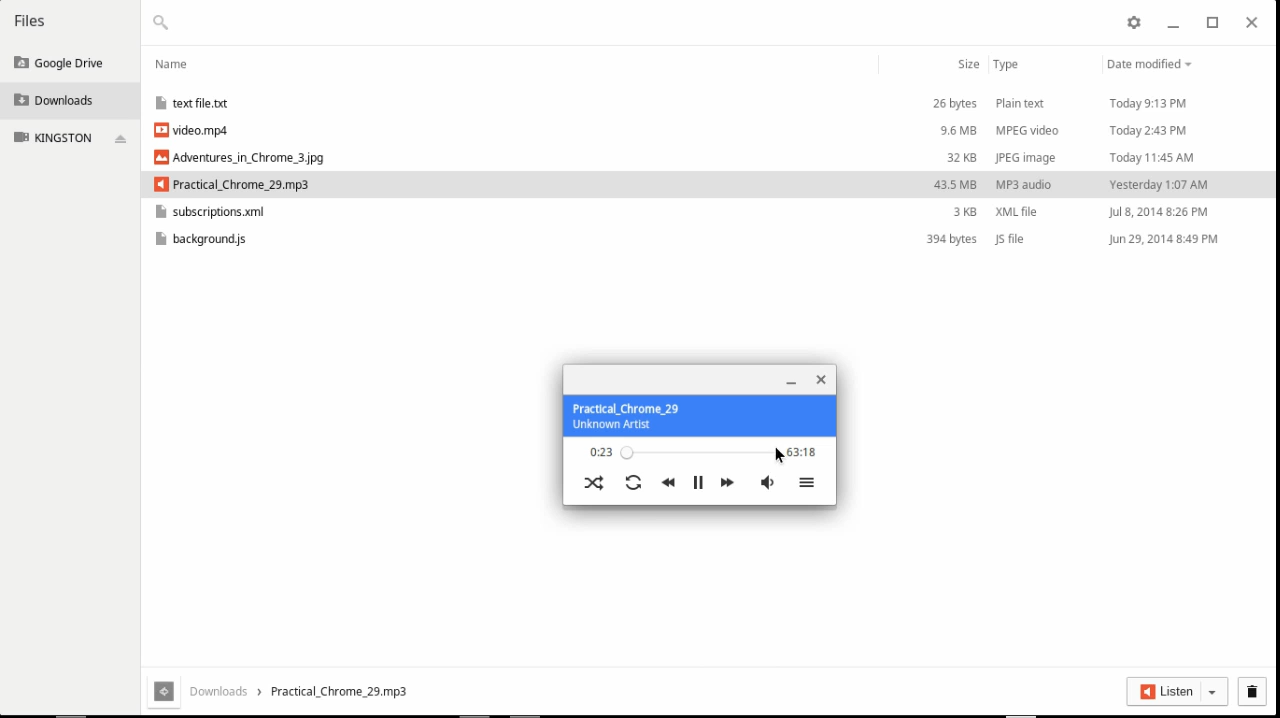 Files
Google Drive
Downloads
KINGSTON
Name Size Type Date modified
text file.txt 26 bytes Plain text Today 9:13 PM
video.mp4 9.6 MB MPEG video Today 2:43 PM
Adventures_in_Chrome_3.jpg 32 KB JPEG image Today 11:45 AM
Practical_Chrome_29.mp3 43.5 MB MP3 audio Yesterday 1:07 AM
subscriptions.xml 3 KB XML file Jul 8, 2014 8:26 PM
background.js 394 bytes JS file Jun 29, 2014 8:49 PM
Practical_Chrome_29
Unknown Artist
0:23 63:18
Downloads › Practical_Chrome_29.mp3 Listen